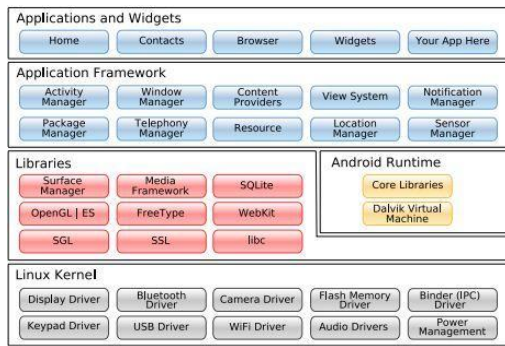 Applications and Widgets
Home
Contacts
Browser
Widgets
Your App Here
Application Framework
Activity
Manager
Window
Manager
Content
Providers
View System
Notification
Manager
Package
Manager
Telephony
Manager
Resource
Location
Manager
Sensor
Manager
Libraries
Surface
Manager
Media
Framework
SQLite
OpenGL | ES
FreeType
WebKit
SGL
SSL
libc
Android Runtime
Core Libraries
Dalvik Virtual
Machine
Linux Kernel
Display Driver
Bluetooth
Driver
Camera Driver
Flash Memory
Driver
Binder (IPC)
Driver
Keypad Driver
USB Driver
WiFi Driver
Audio Drivers
Power
Management